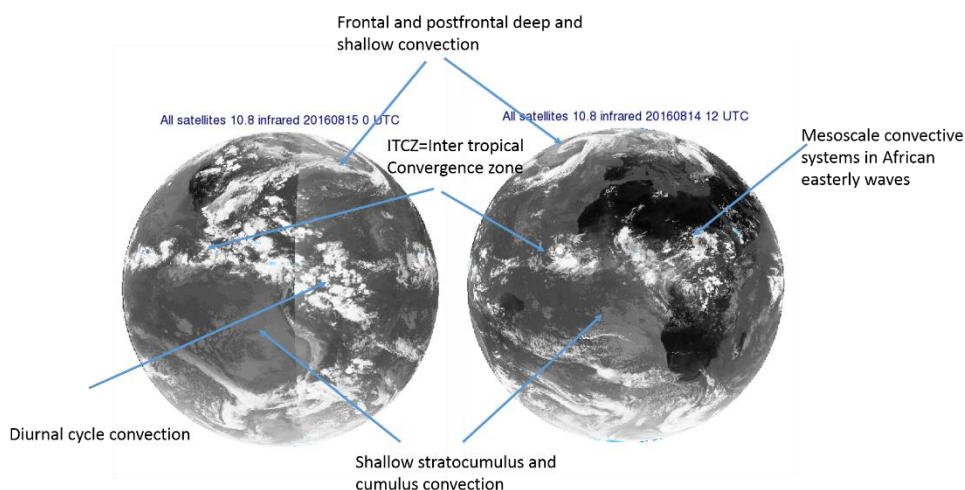 Frontal and postfrontal deep and
shallow convection
All satellites 10.8 infrared 20160815 0 UTC
All satellites 10.8 infrared 20160814 12 UTC
ITCZ=Inter tropical
Convergence zone
Mesoscale convective
systems in African
easterly waves
Diurnal cycle convection
Shallow stratocumulus and
cumulus convection